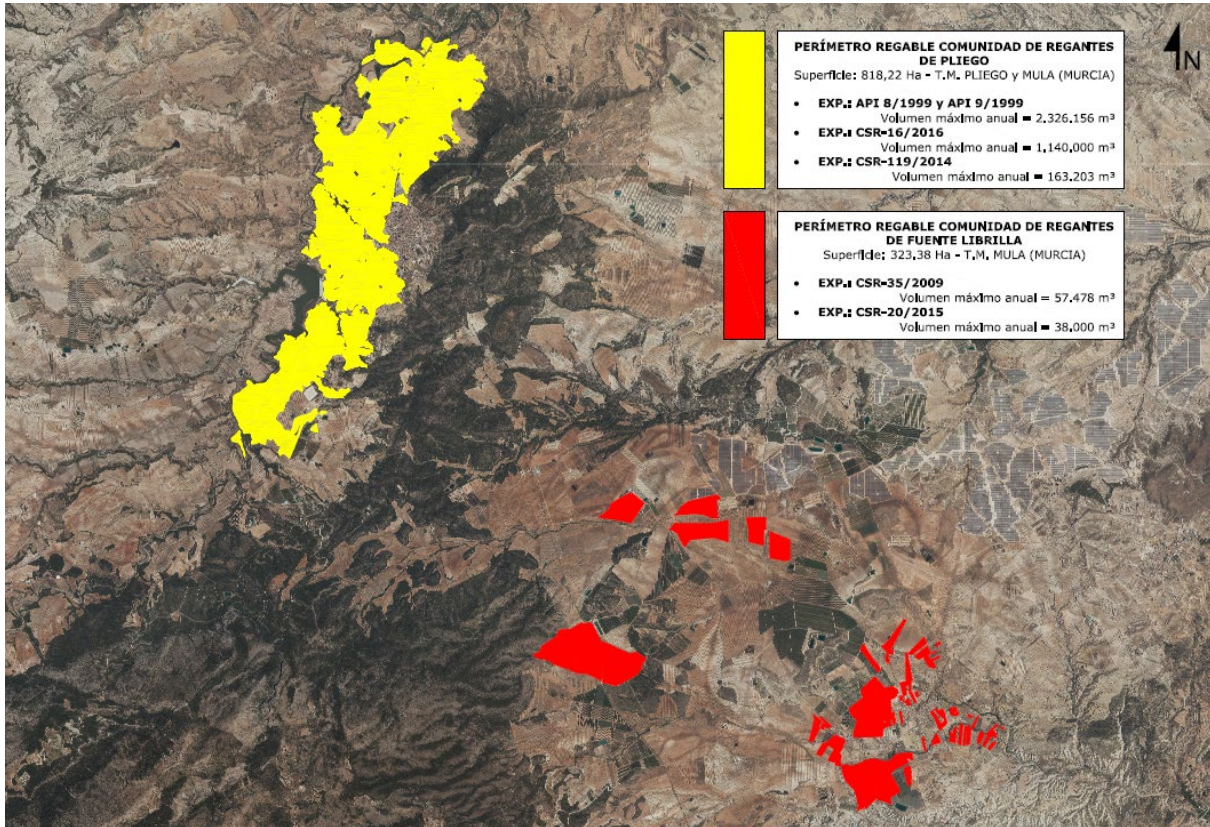 N
PERÍMETRO REGABLE COMUNIDAD DE REGANTES
DE PLIEGO
Superficie: 818,22 Ha - T.M. PLIEGO y MULA (MURCIA)
• EXP.: API 8/1999 y API 9/1999
Volumen máximo anual = 2.326.156 m³
• EXP.: CSR-16/2016
Volumen máximo anual = 1.140.000 m³
• EXP.: CSR-119/2014
Volumen máximo anual = 163.203 m³
PERÍMETRO REGABLE COMUNIDAD DE REGANTES
DE FUENTE LIBRILLA
Superficie: 323,38 Ha - T.M. MULA (MURCIA)
• EXP.: CSR-35/2009
Volumen máximo anual = 57.478 m³
• EXP.: CSR-20/2015
Volumen máximo anual = 38.000 m³